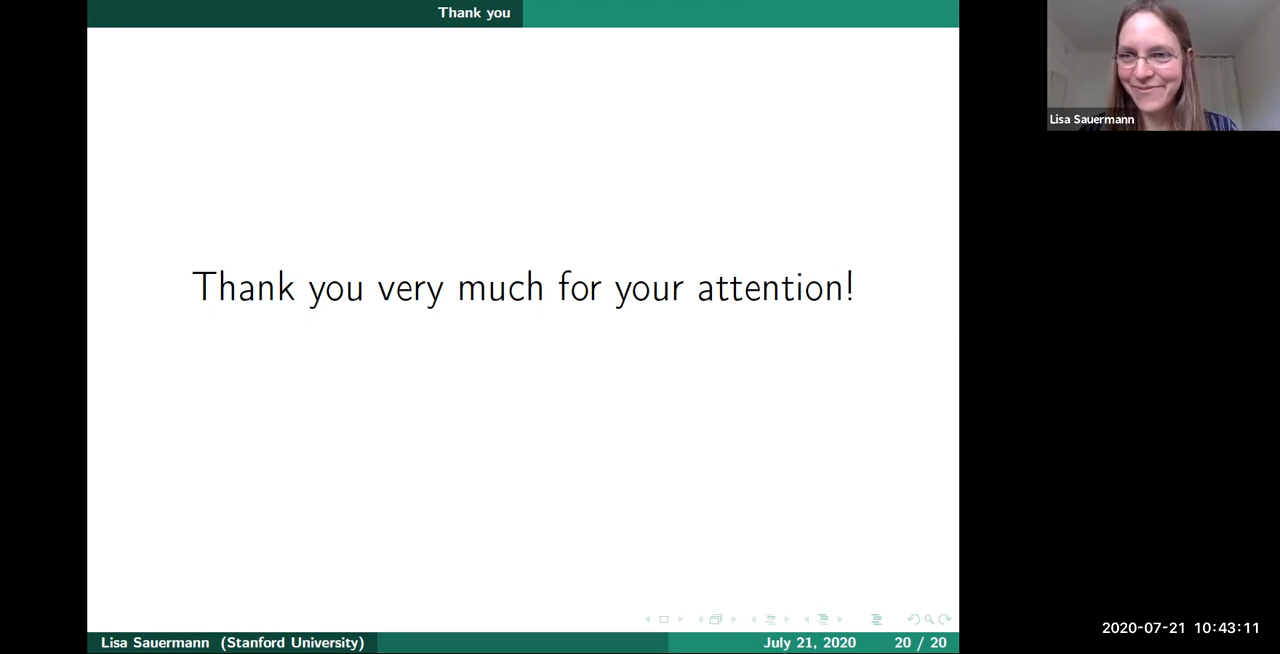 Thank you
Thank you very much for your attention!
Lisa Sauermann
Lisa Sauermann (Stanford University)
July 21, 2020
20 / 20
2020-07-21 10:43:11